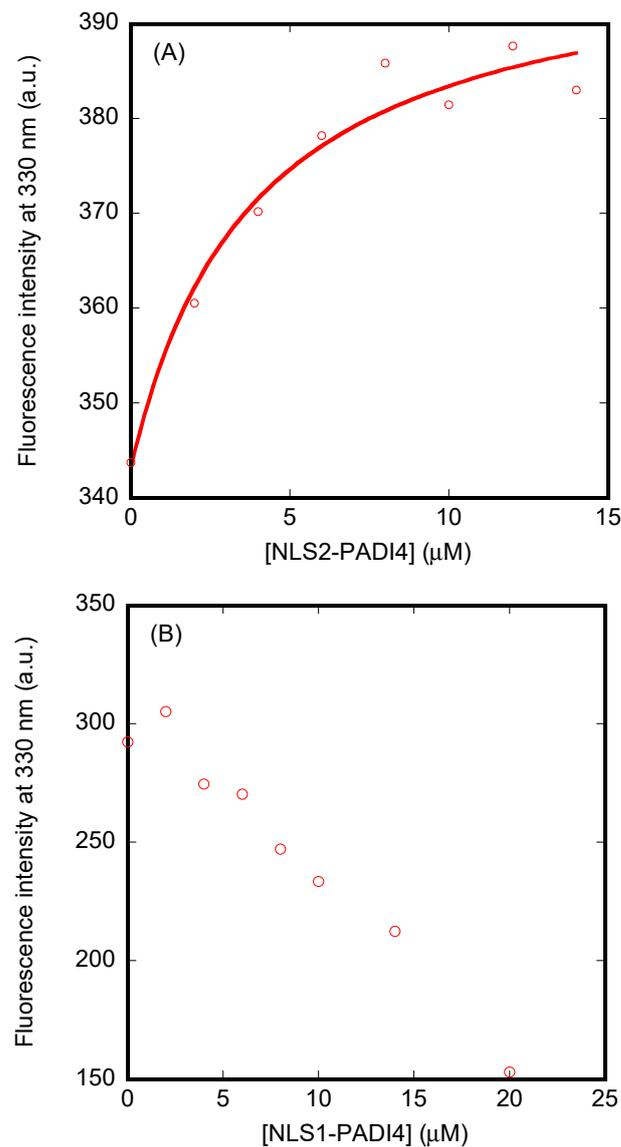 390
(A)
380
370
360
350
340
0 5 10 15
Fluorescence intensity at 330 nm (a.u.)
[NLS2-PADI4] (μM)
350
(B)
300
250
200
150
0 5 10 15 20 25
Fluorescence intensity at 330 nm (a.u.)
[NLS1-PADI4] (μM)